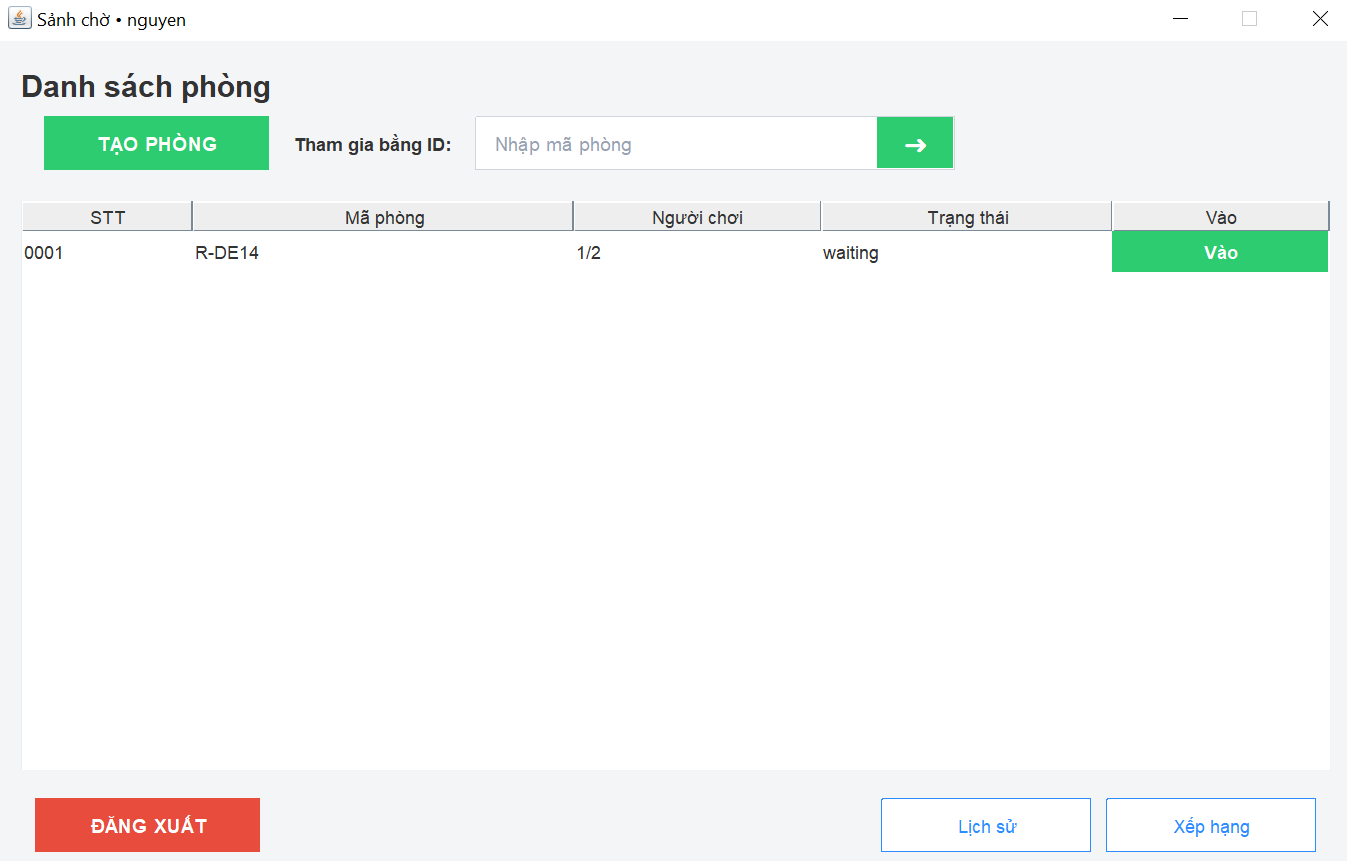 Sảnh chờ • nguyen
Danh sách phòng
TẠO PHÒNG Tham gia bằng ID: Nhập mã phòng ➜
STT Mã phòng Người chơi Trạng thái Vào
0001 R-DE14 1/2 waiting Vào
ĐĂNG XUẤT Lịch sử Xếp hạng